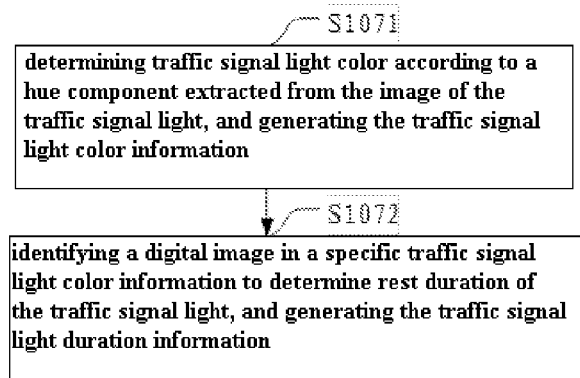 S1071
determining traffic signal light color according to a
hue component extracted from the image of the
traffic signal light, and generating the traffic signal
light color information
S1072
identifying a digital image in a specific traffic signal
light color information to determine rest duration of
the traffic signal light, and generating the traffic signal
light duration information